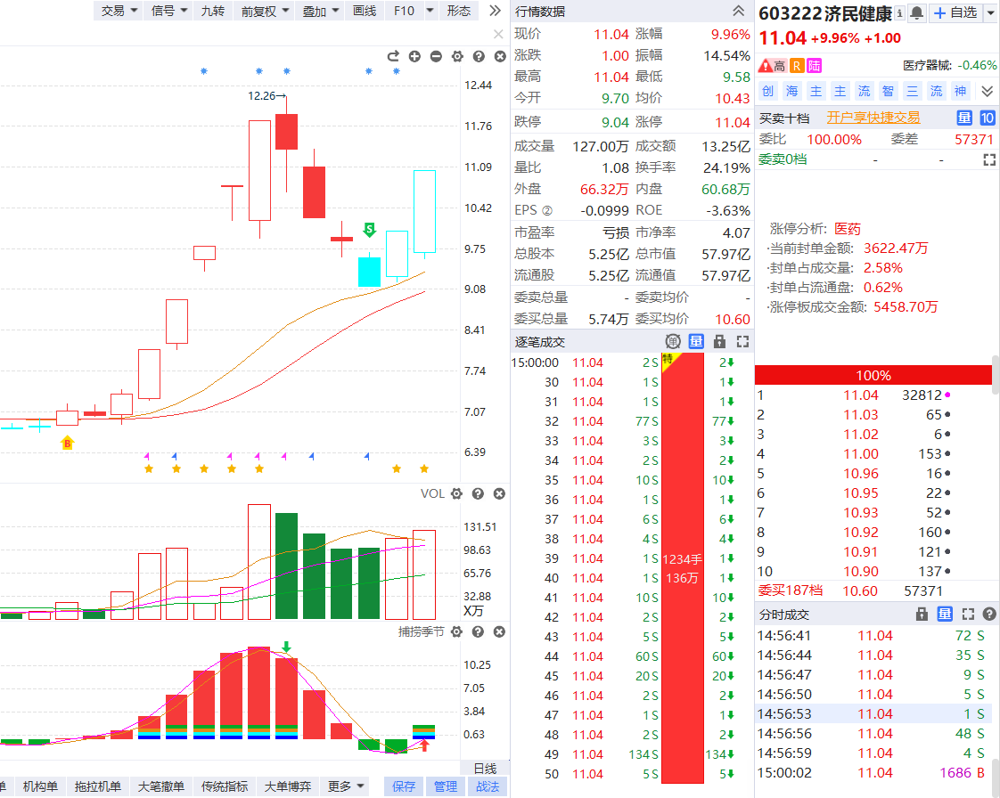 交易 信号 九转 前复权 叠加 画线 F10 形态
12.26→
12.44
11.76
11.09
10.42
9.75
9.08
8.41
7.74
7.07
6.39
S
B
VOL
131.51
98.63
65.76
32.88
X万
捕捞季节
10.25
7.05
3.84
0.63
日线
单 机构单 拖拉机单 大笔撤单 传统指标 大单博弈 更多 保存 管理 战法
行情数据
现价 11.04 涨幅 9.96%
涨跌 1.00 振幅 14.54%
最高 11.04 最低 9.58
今开 9.70 均价 10.43
跌停 9.04 涨停 11.04
成交量 127.00万 成交额 13.25亿
量比 1.08 换手率 24.19%
外盘 66.32万 内盘 60.68万
EPS ② -0.0999 ROE -3.63%
市盈率 亏损 市净率 4.07
总股本 5.25亿 总市值 57.97亿
流通股 5.25亿 流通值 57.97亿
委卖总量 - 委卖均价 -
委买总量 5.74万 委买均价 10.60
逐笔成交 单 量
15:00:00 11.04 2 S 特 2
30 11.04 1 S 1
31 11.04 1 S 1
32 11.04 77 S 77
33 11.04 3 S 3
34 11.04 2 S 2
35 11.04 10 S 10
36 11.04 1 S 1
37 11.04 6 S 6
38 11.04 4 S 4
39 11.04 1 S 1234手 1
40 11.04 1 S 136万 1
41 11.04 10 S 10
42 11.04 2 S 2
43 11.04 5 S 5
44 11.04 60 S 60
45 11.04 20 S 20
46 11.04 2 S 2
47 11.04 1 S 1
48 11.04 2 S 2
49 11.04 134 S 134
50 11.04 5 S 5
603222 济民健康 自选
11.04 +9.96% +1.00
高 R 陆 医疗器械: -0.46%
创 海 主 主 流 智 三 流 神
买卖十档 开户享快捷交易 量 10
委比 100.00% 委差 57371
委卖0档 - -
涨停分析: 医药
·当前封单金额: 3622.47万
·封单占成交量: 2.58%
·封单占流通盘: 0.62%
·涨停板成交金额: 5458.70万
100%
1 11.04 32812
2 11.03 65
3 11.02 6
4 11.00 153
5 10.96 16
6 10.95 22
7 10.93 52
8 10.92 160
9 10.91 121
10 10.90 137
委买187档 10.60 57371
分时成交 量
14:56:41 11.04 72 S
14:56:44 11.04 35 S
14:56:47 11.04 9 S
14:56:50 11.04 5 S
14:56:53 11.04 1 S
14:56:56 11.04 48 S
14:56:59 11.04 4 S
15:00:02 11.04 1686 B